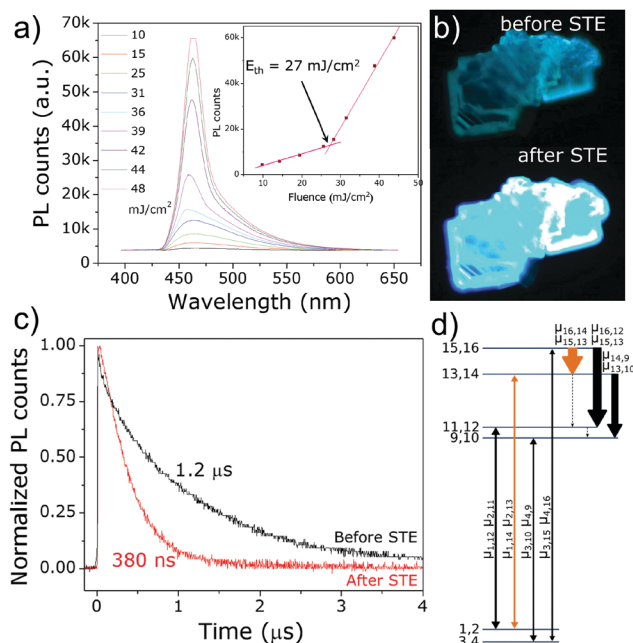 a)
PL counts (a.u.)
70k
60k
50k
40k
30k
20k
10k
0
10
15
25
31
36
39
42
44
48
mJ/cm²
400 450 500 550 600 650
Wavelength (nm)
PL counts
60k
40k
20k
0
E_th = 27 mJ/cm²
10 20 30 40 50
Fluence (mJ/cm²)
b)
before STE
after STE
c)
Normalized PL counts
1.00
0.75
0.50
0.25
0.00
1.2 μs
Before STE
380 ns
After STE
0 1 2 3 4
Time (μs)
d)
μ16,14 μ16,12
μ15,13 μ15,13
μ14,9
μ13,10
15,16
13,14
11,12
9,10
μ1,12 μ2,11
μ1,14 μ2,13
μ3,10 μ4,9
μ3,15 μ4,16
1,2
3,4